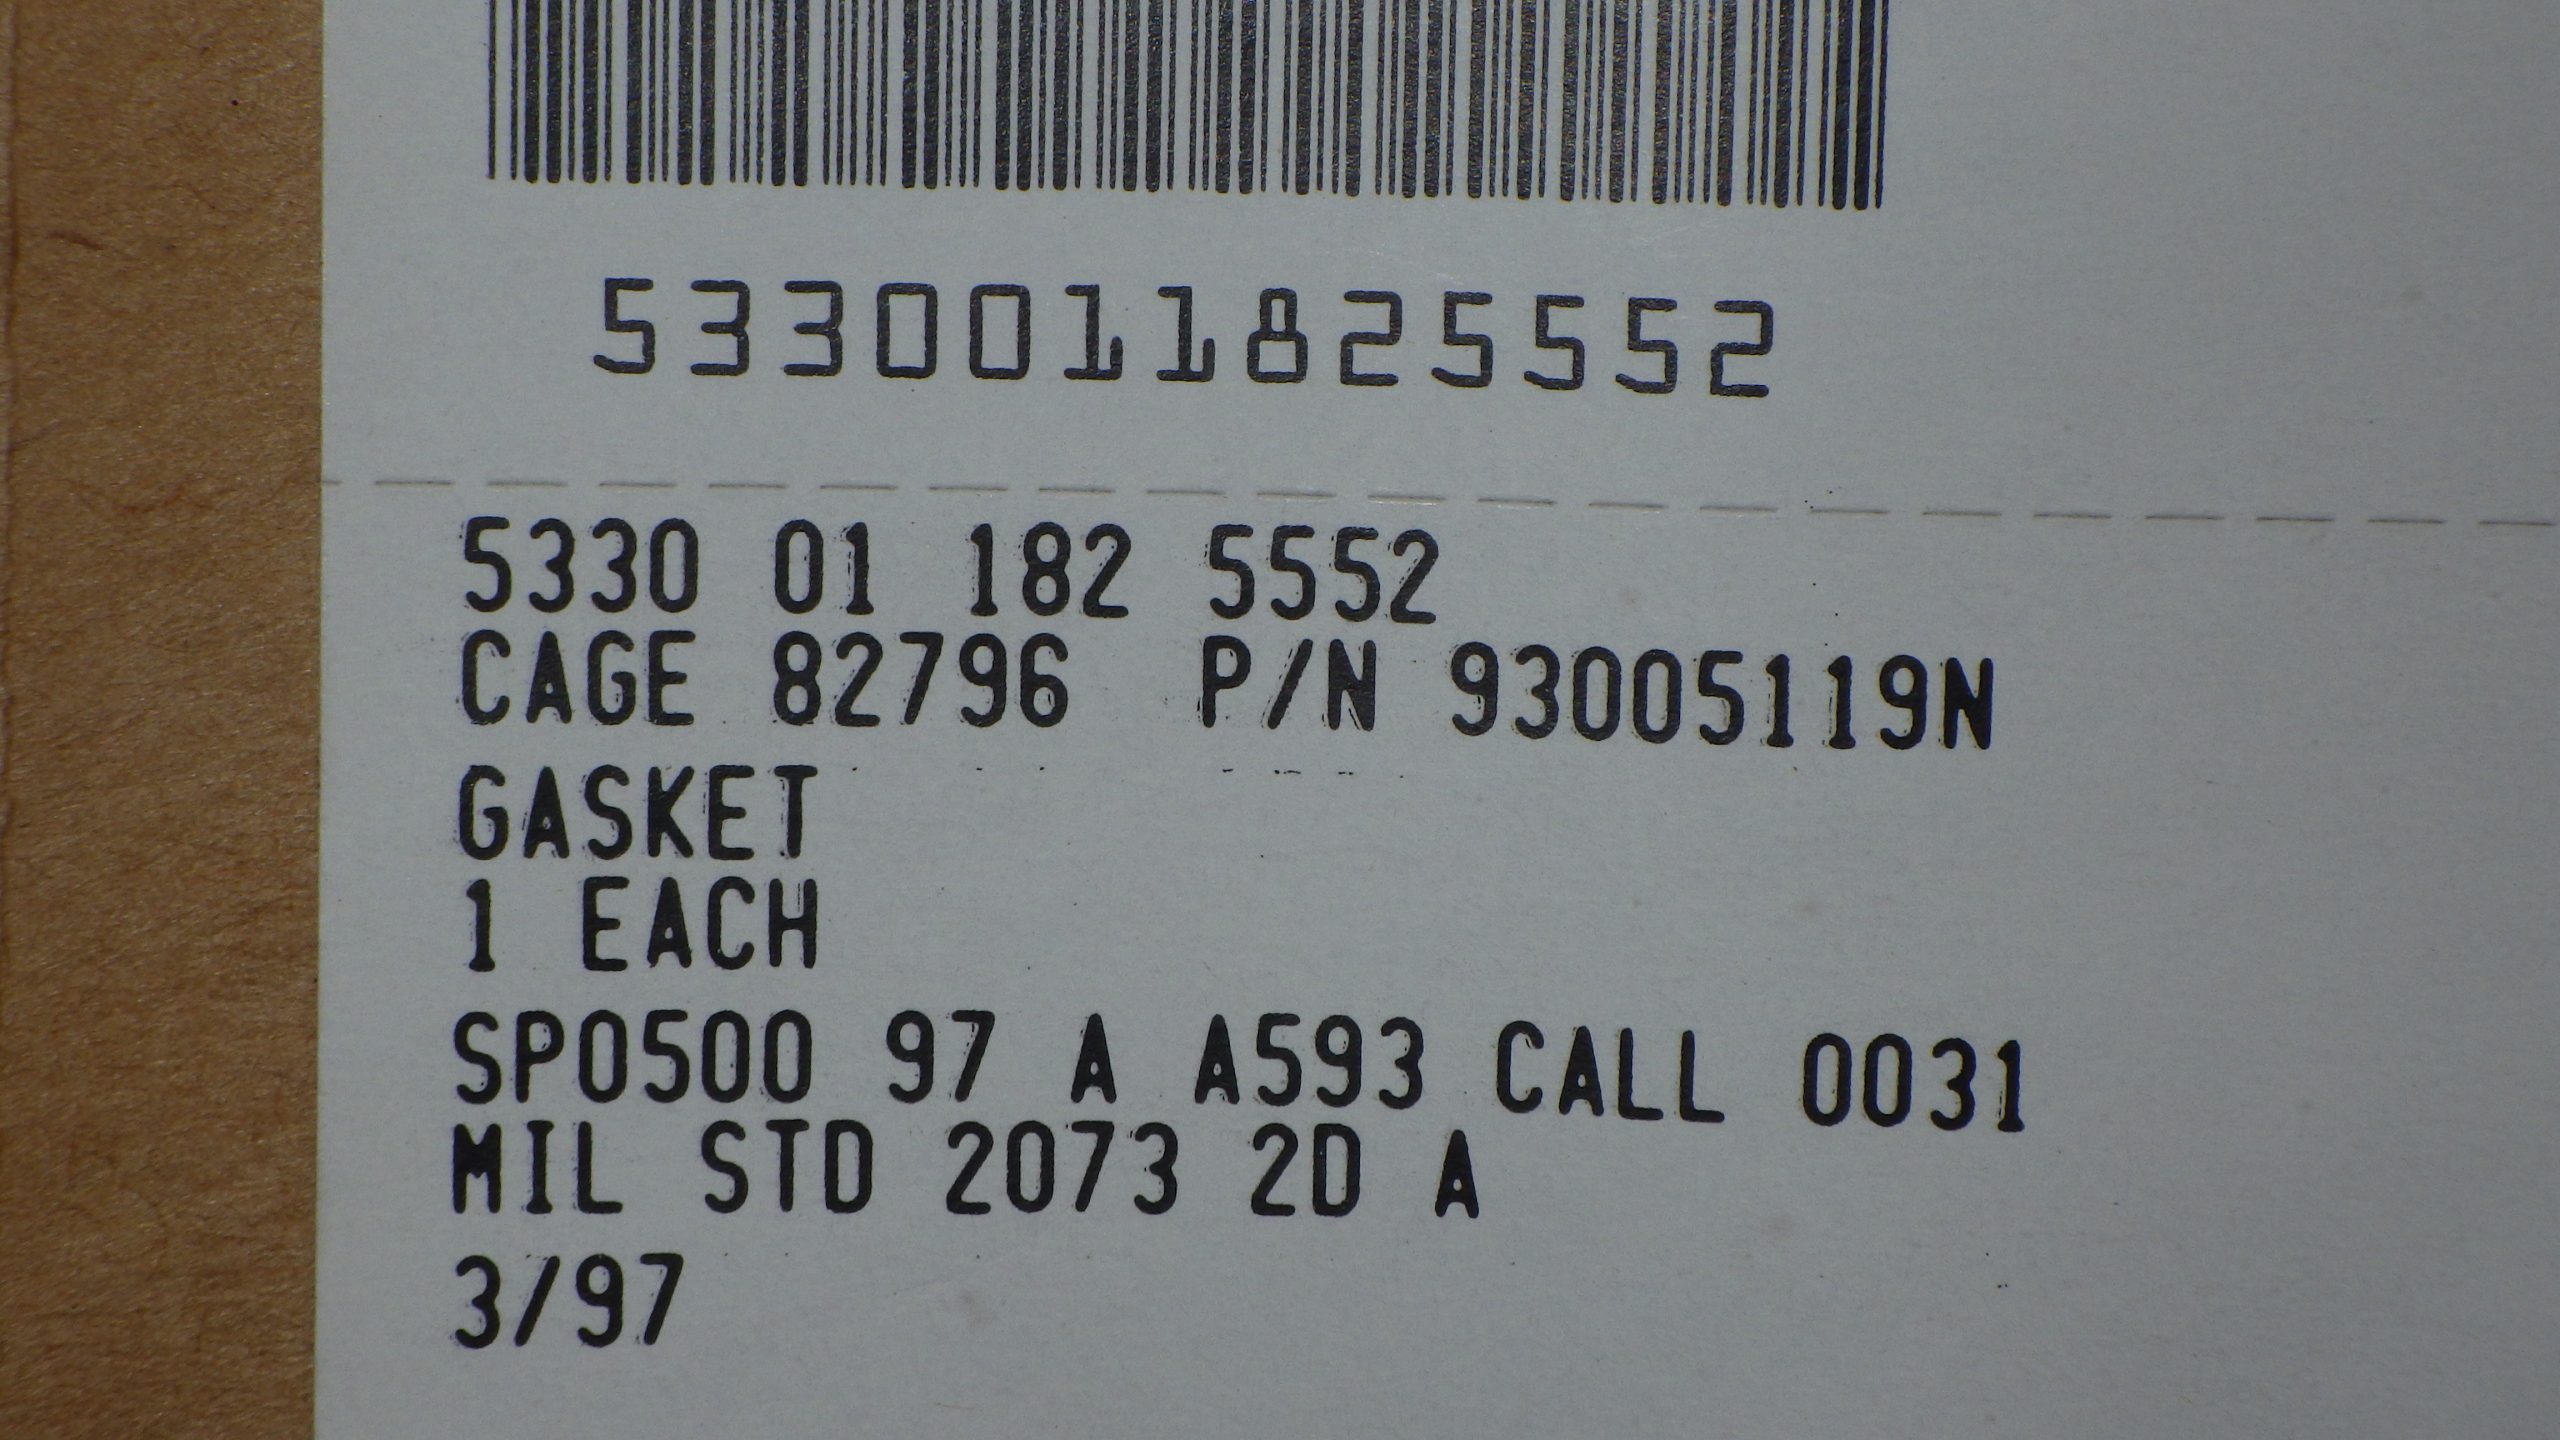 5330011825552
5330 01 182 5552
CAGE 82796 P/N 93005119N
GASKET
1 EACH
SP0500 97 A A593 CALL 0031
MIL STD 2073 2D A
3/97